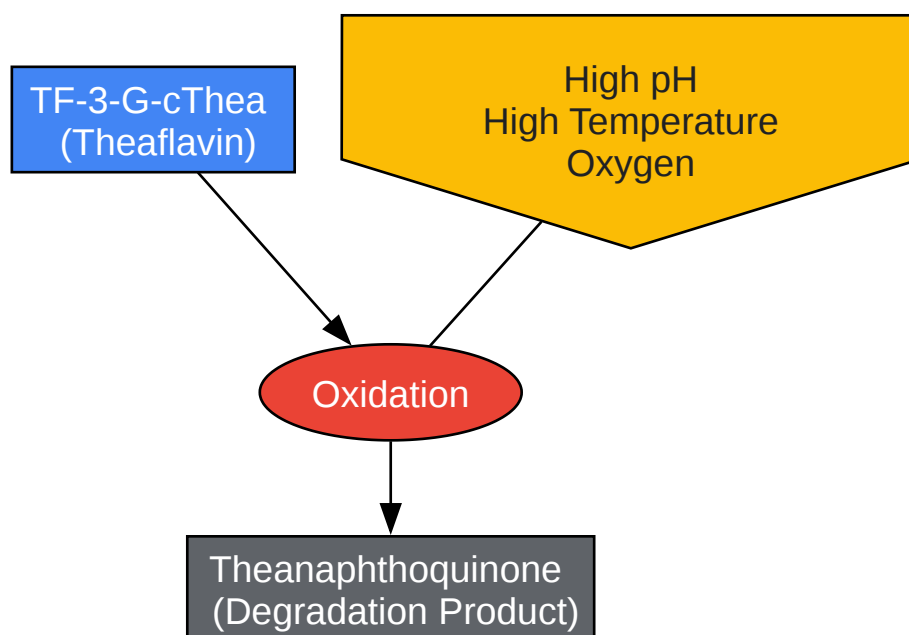 TF-3-G-cThea
(Theaflavin)
High pH
High Temperature
Oxygen
Oxidation
Theanaphthoquinone
(Degradation Product)